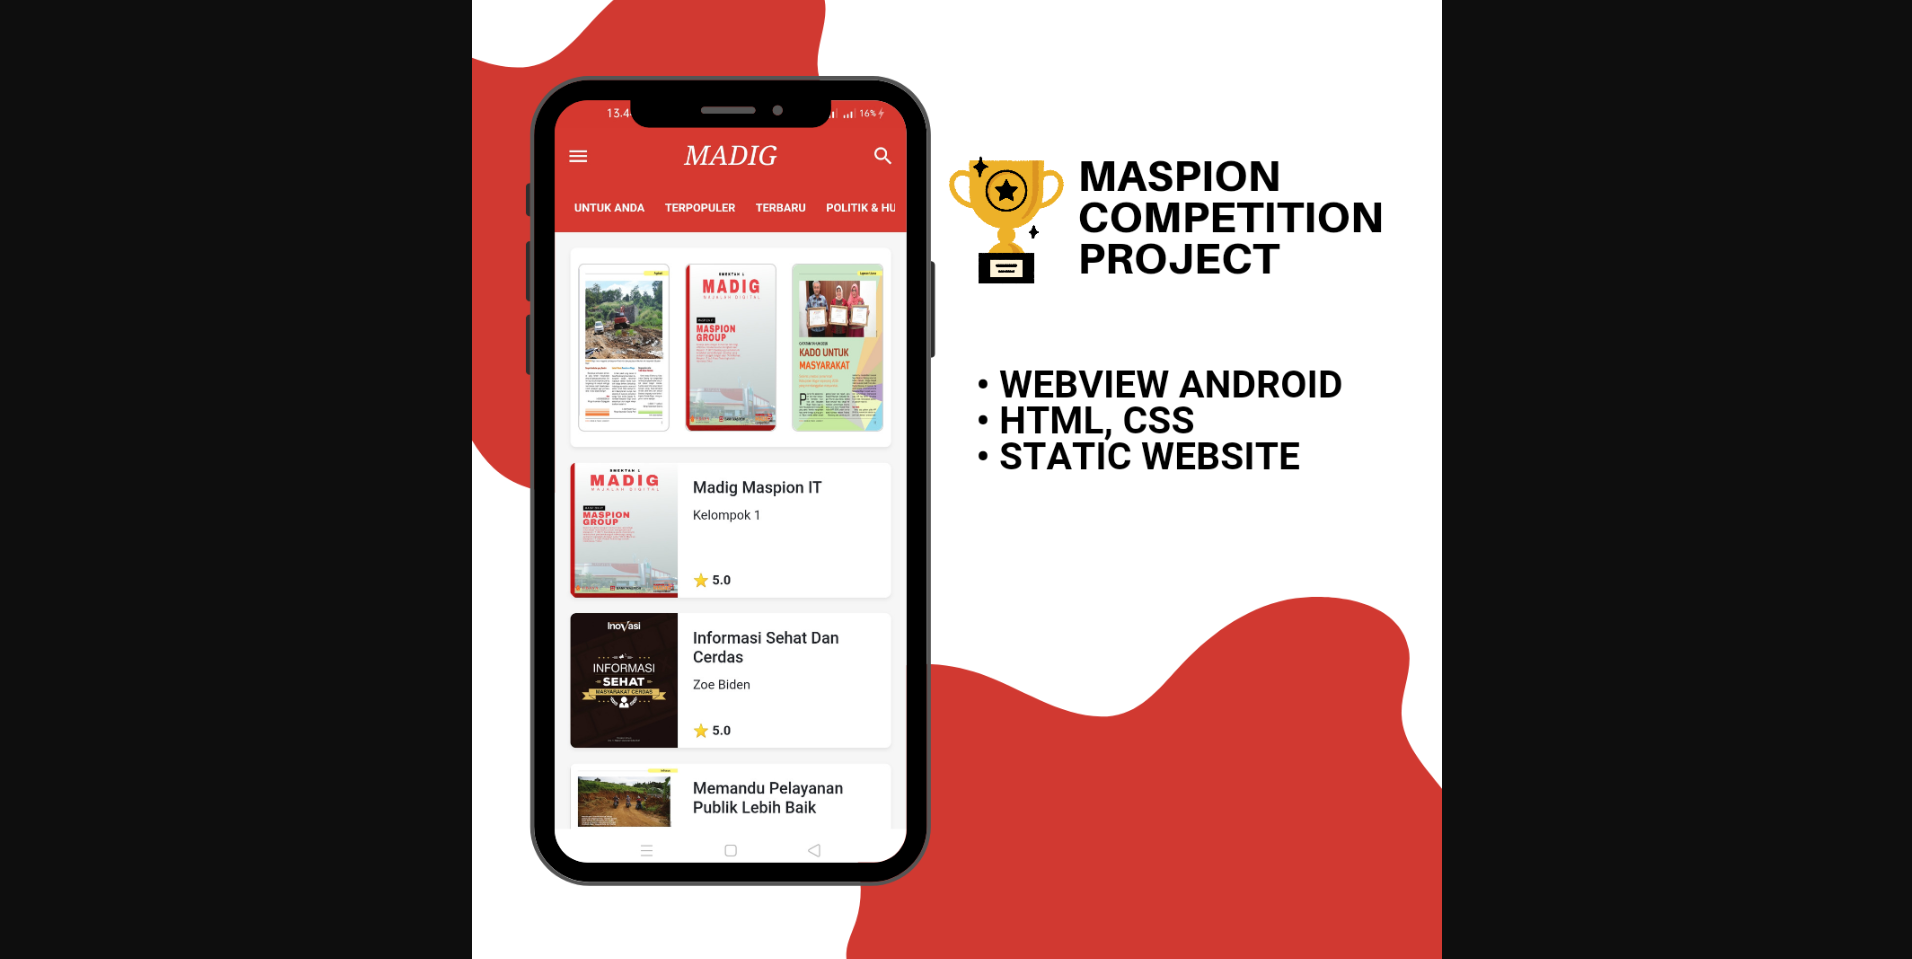 13.4
16%
MADIG
UNTUK ANDA TERPOPULER TERBARU POLITIK & HU
MADIG
MAJALAH DIGITAL
MASPION
GROUP
KADO UNTUK
MASYARAKAT
MADIG
MAJALAH DIGITAL
MASPION
GROUP
Madig Maspion IT
Kelompok 1
5.0
Inovasi
INFORMASI
SEHAT
MASYARAKAT CERDAS
Informasi Sehat Dan
Cerdas
Zoe Biden
5.0
Memandu Pelayanan
Publik Lebih Baik
MASPION
COMPETITION
PROJECT
• WEBVIEW ANDROID
• HTML, CSS
• STATIC WEBSITE